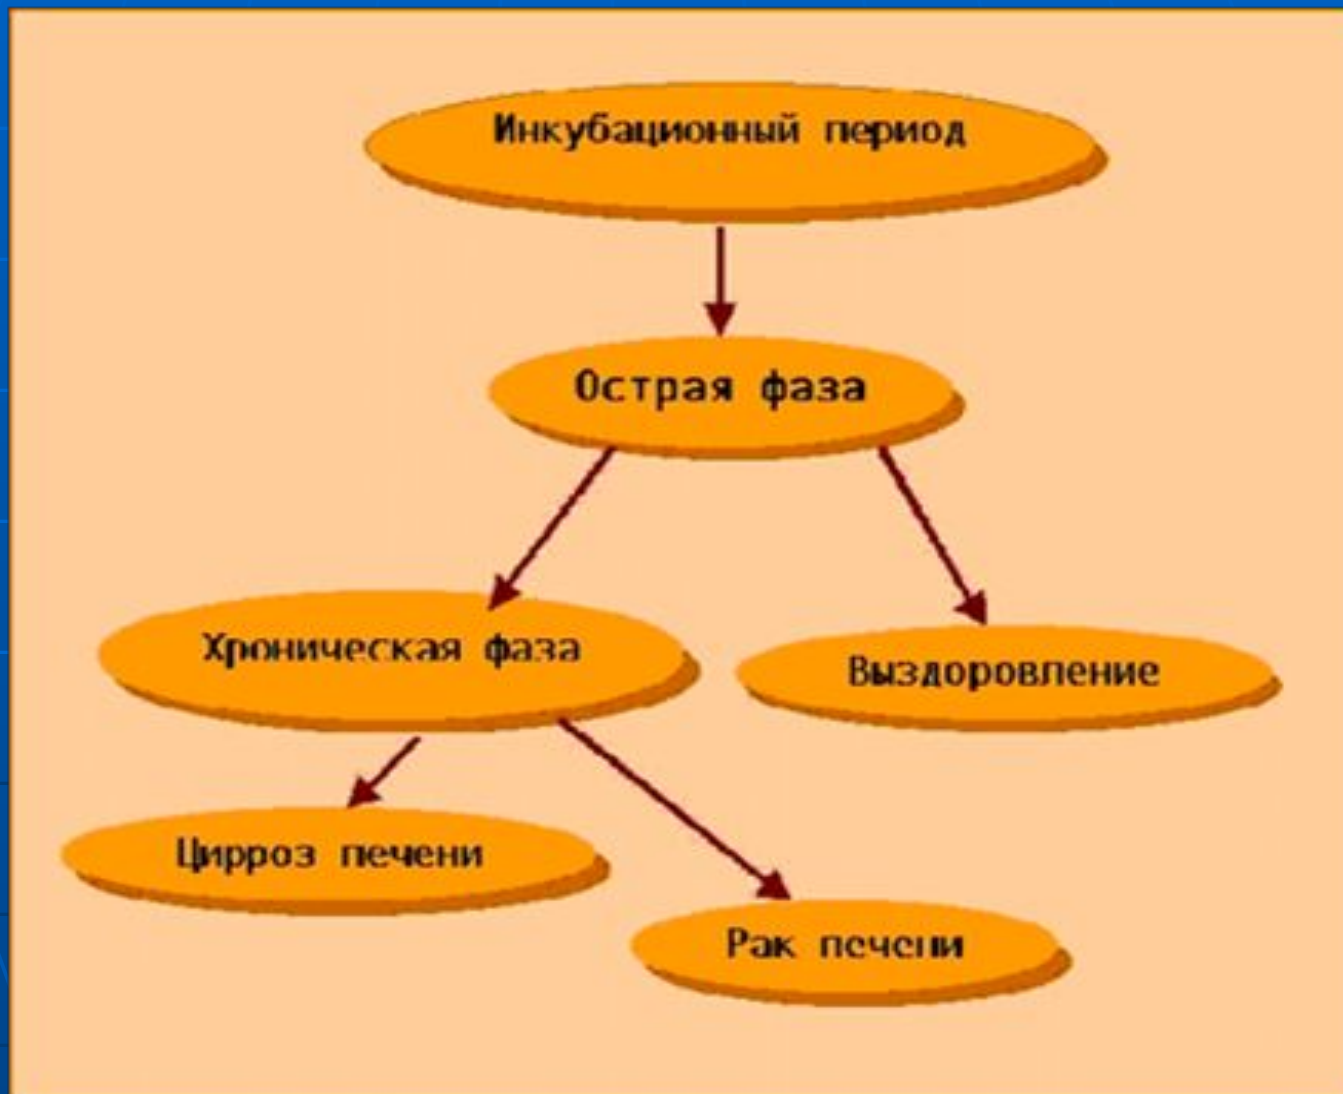 Инкубационный период
Острая фаза
Хроническая фаза
Выздоровление
Цирроз печени
Рак печени